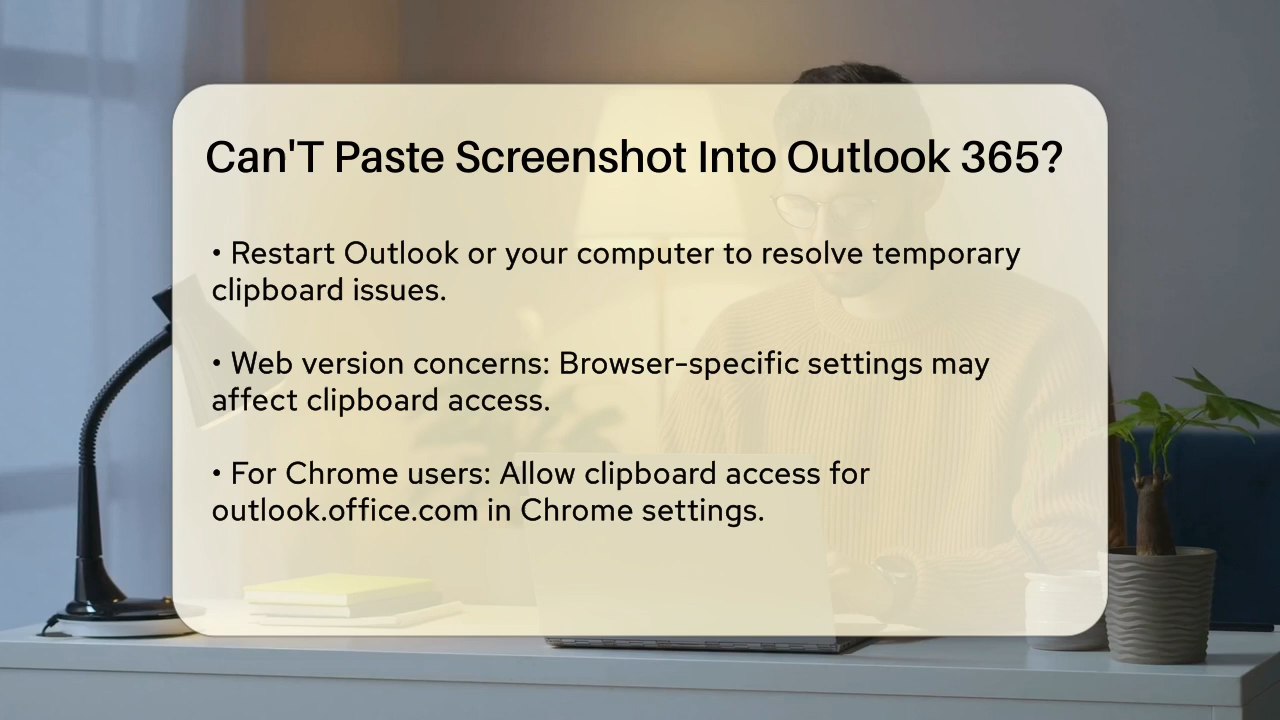 Can'T Paste Screenshot Into Outlook 365?
• Restart Outlook or your computer to resolve temporary
clipboard issues.
• Web version concerns: Browser-specific settings may
affect clipboard access.
• For Chrome users: Allow clipboard access for
outlook.office.com in Chrome settings.